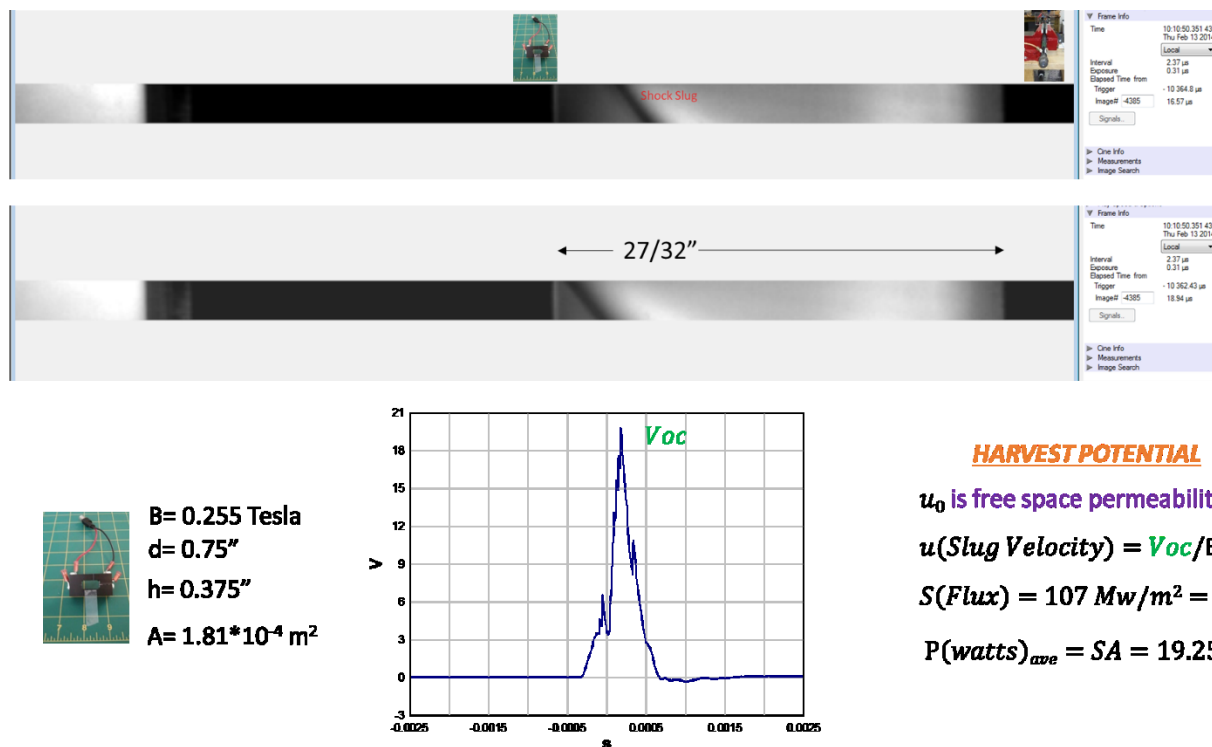 Frame Info
Time 10:10:50.351 43
Thu Feb 13 201
Local
Interval 2.37 µs
Exposure 0.31 µs
Elapsed Time from
Trigger - 10 364.8 µs
Image# -4385 16.57 µs
Signals..
Cine Info
Measurements
Image Search
Shock Slug
Frame Info
Time 10:10:50.351 43
Thu Feb 13 201
Local
Interval 2.37 µs
Exposure 0.31 µs
Elapsed Time from
Trigger - 10 362.43 µs
Image# -4385 18.94 µs
Signals..
Cine Info
Measurements
Image Search
27/32”
B= 0.255 Tesla
d= 0.75”
h= 0.375”
A= 1.81*10⁻⁴ m²
21
18
15
12
9
6
3
0
-3
V
Voc
-0.0025 -0.0015 -0.0005 0.0005 0.0015 0.0025
s
HARVEST POTENTIAL
u₀ is free space permeabilit
u(Slug Velocity) = Voc/B
S(Flux) = 107 Mw/m² =
P(watts)ₐᵥₑ = SA = 19.25
7 8 9